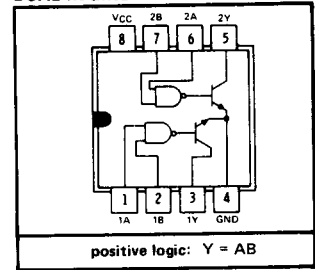 VCC 2B 2A 2Y
8 7 6 5
1 2 3 4
1A 1B 1Y GND
positive logic: Y = AB